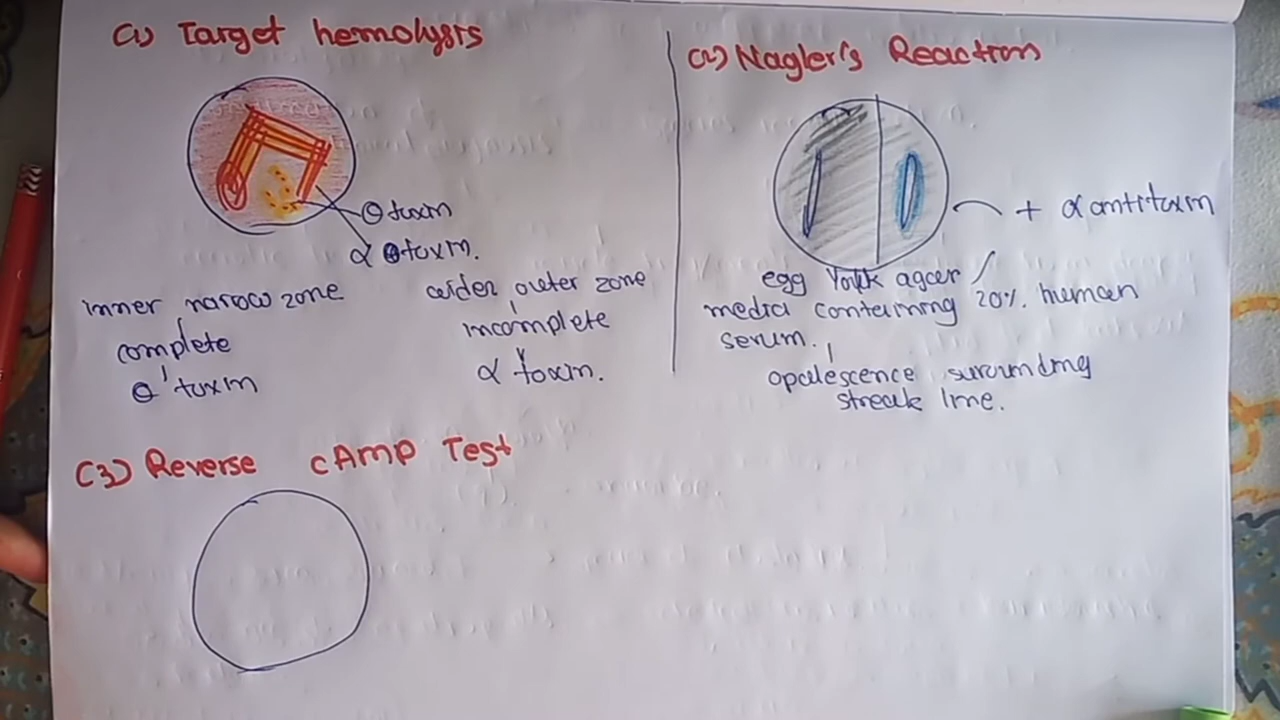 (1) Target hemolysis
θ toxin
α toxin.
inner narrow zone
complete
θ toxin
wider outer zone
incomplete
α toxin.
(2) Nagler's Reaction
+ α antitoxin
egg York agar
media containing 20% human
serum.
opalescence surrounding
streak line.
(3) Reverse cAmp Test